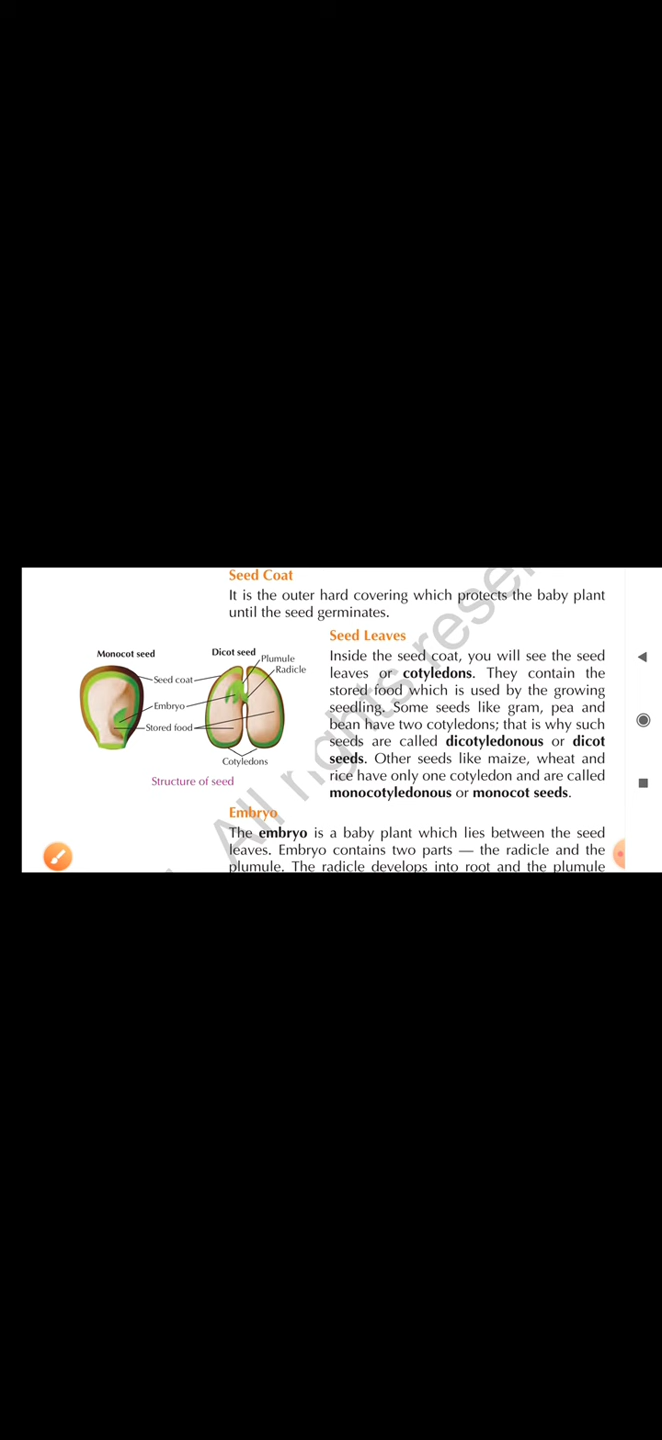 Seed Coat
It is the outer hard covering which protects the baby plant
until the seed germinates.
Seed Leaves
Inside the seed coat, you will see the seed
leaves or cotyledons. They contain the
stored food which is used by the growing
seedling. Some seeds like gram, pea and
bean have two cotyledons; that is why such
seeds are called dicotyledonous or dicot
seeds. Other seeds like maize, wheat and
rice have only one cotyledon and are called
monocotyledonous or monocot seeds.
Monocot seed
Dicot seed
Plumule
Radicle
Seed coat
Embryo
Stored food
Cotyledons
Structure of seed
Embryo
The embryo is a baby plant which lies between the seed
leaves. Embryo contains two parts — the radicle and the
plumule. The radicle develops into root and the plumule
All rights reser